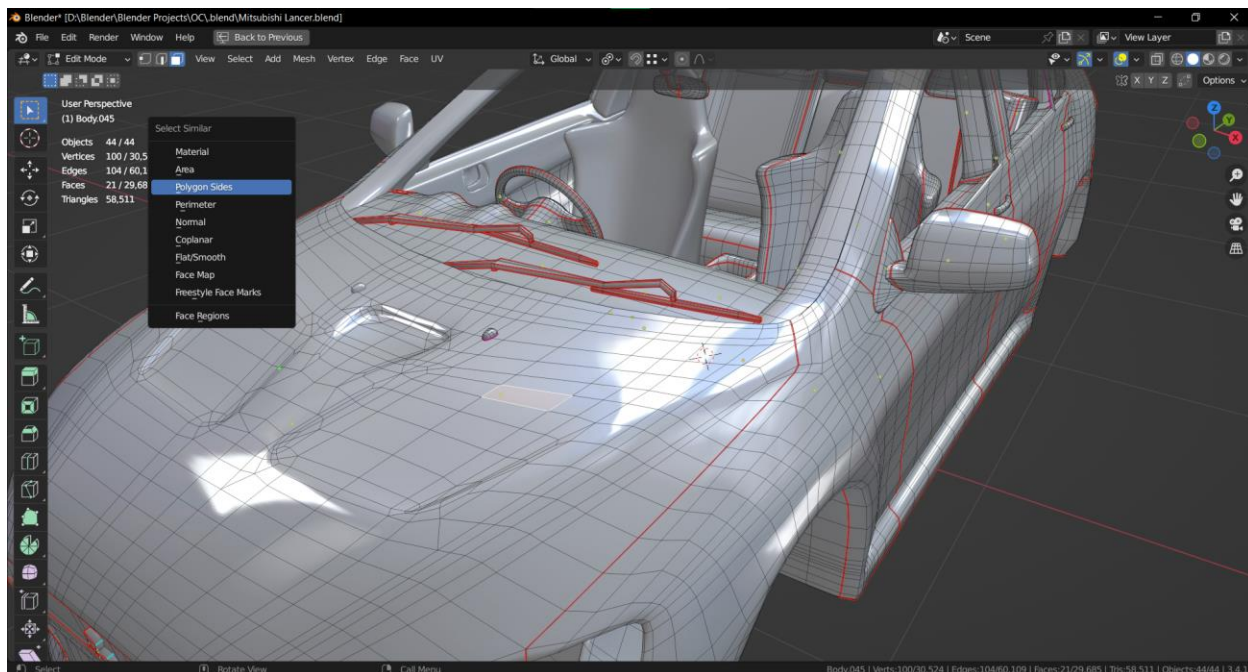 Blender* [D:\Blender\Blender Projects\OC\.blend\Mitsubishi Lancer.blend]
File Edit Render Window Help Back to Previous Scene View Layer
Edit Mode View Select Add Mesh Vertex Edge Face UV Global
X Y Z Options
User Perspective
(1) Body.045
Objects 44 / 44
Vertices 100 / 30,5
Edges 104 / 60,1
Faces 21 / 29,68
Triangles 58,511
Select Similar
Material
Area
Polygon Sides
Perimeter
Normal
Coplanar
Flat/Smooth
Face Map
Freestyle Face Marks
Face Regions
Z
Y
X
Select Rotate View Call Menu Body.045 | Verts:100/30,524 | Edges:104/60,109 | Faces:21/29,685 | Tris:58,511 | Objects:44/44 | 3.4.1